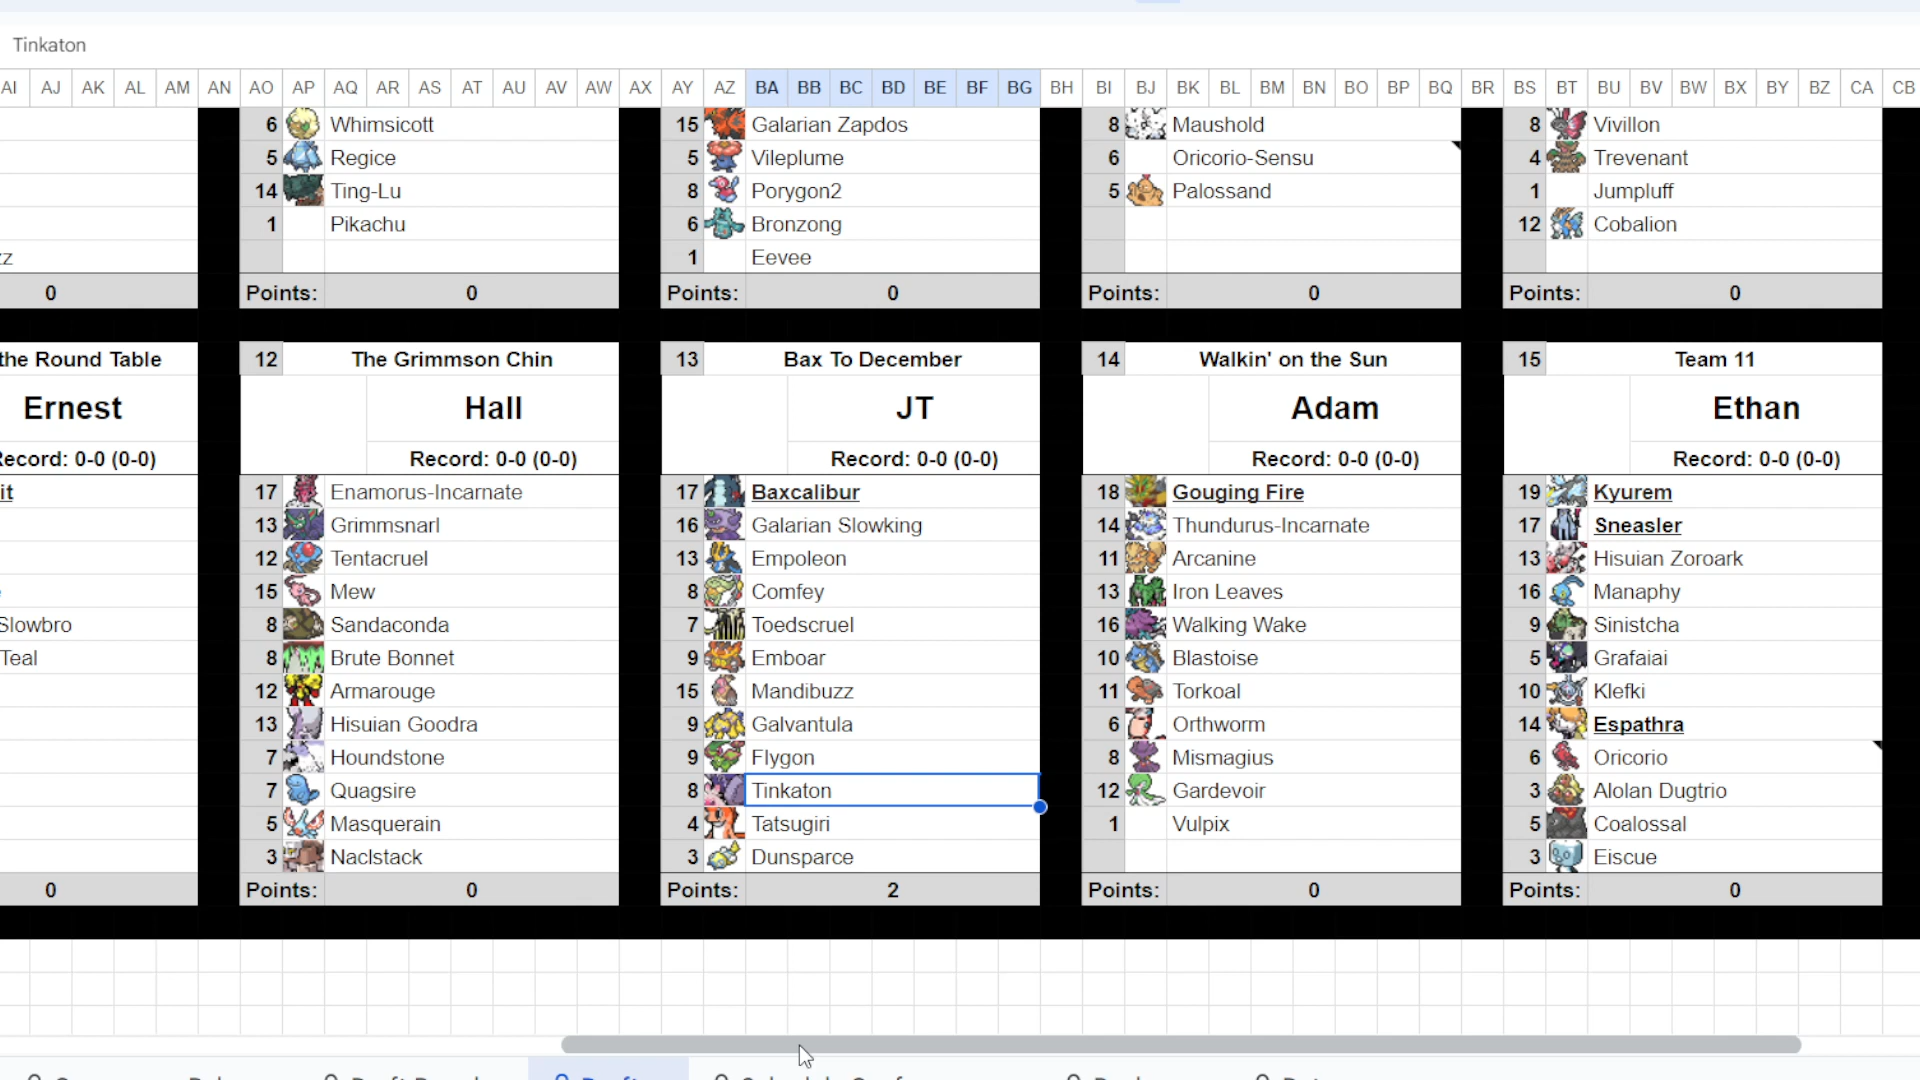 Tinkaton
AI AJ AK AL AM AN AO AP AQ AR AS AT AU AV AW AX AY AZ BA BB BC BD BE BF BG BH BI BJ BK BL BM BN BO BP BQ BR BS BT BU BV BW BX BY BZ CA CB
6 Whimsicott 15 Galarian Zapdos 8 Maushold 8 Vivillon
5 Regice 5 Vileplume 6 Oricorio-Sensu 4 Trevenant
14 Ting-Lu 8 Porygon2 5 Palossand 1 Jumpluff
1 Pikachu 6 Bronzong 12 Cobalion
zz 1 Eevee
0 Points: 0 Points: 0 Points: 0 Points: 0
the Round Table 12 The Grimmson Chin 13 Bax To December 14 Walkin' on the Sun 15 Team 11
Ernest Hall JT Adam Ethan
Record: 0-0 (0-0) Record: 0-0 (0-0) Record: 0-0 (0-0) Record: 0-0 (0-0) Record: 0-0 (0-0)
it 17 Enamorus-Incarnate 17 Baxcalibur 18 Gouging Fire 19 Kyurem
13 Grimmsnarl 16 Galarian Slowking 14 Thundurus-Incarnate 17 Sneasler
12 Tentacruel 13 Empoleon 11 Arcanine 13 Hisuian Zoroark
15 Mew 8 Comfey 13 Iron Leaves 16 Manaphy
Slowbro 8 Sandaconda 7 Toedscruel 16 Walking Wake 9 Sinistcha
Teal 8 Brute Bonnet 9 Emboar 10 Blastoise 5 Grafaiai
12 Armarouge 15 Mandibuzz 11 Torkoal 10 Klefki
13 Hisuian Goodra 9 Galvantula 6 Orthworm 14 Espathra
7 Houndstone 9 Flygon 8 Mismagius 6 Oricorio
7 Quagsire 8 Tinkaton 12 Gardevoir 3 Alolan Dugtrio
5 Masquerain 4 Tatsugiri 1 Vulpix 5 Coalossal
3 Naclstack 3 Dunsparce 3 Eiscue
0 Points: 0 Points: 2 Points: 0 Points: 0